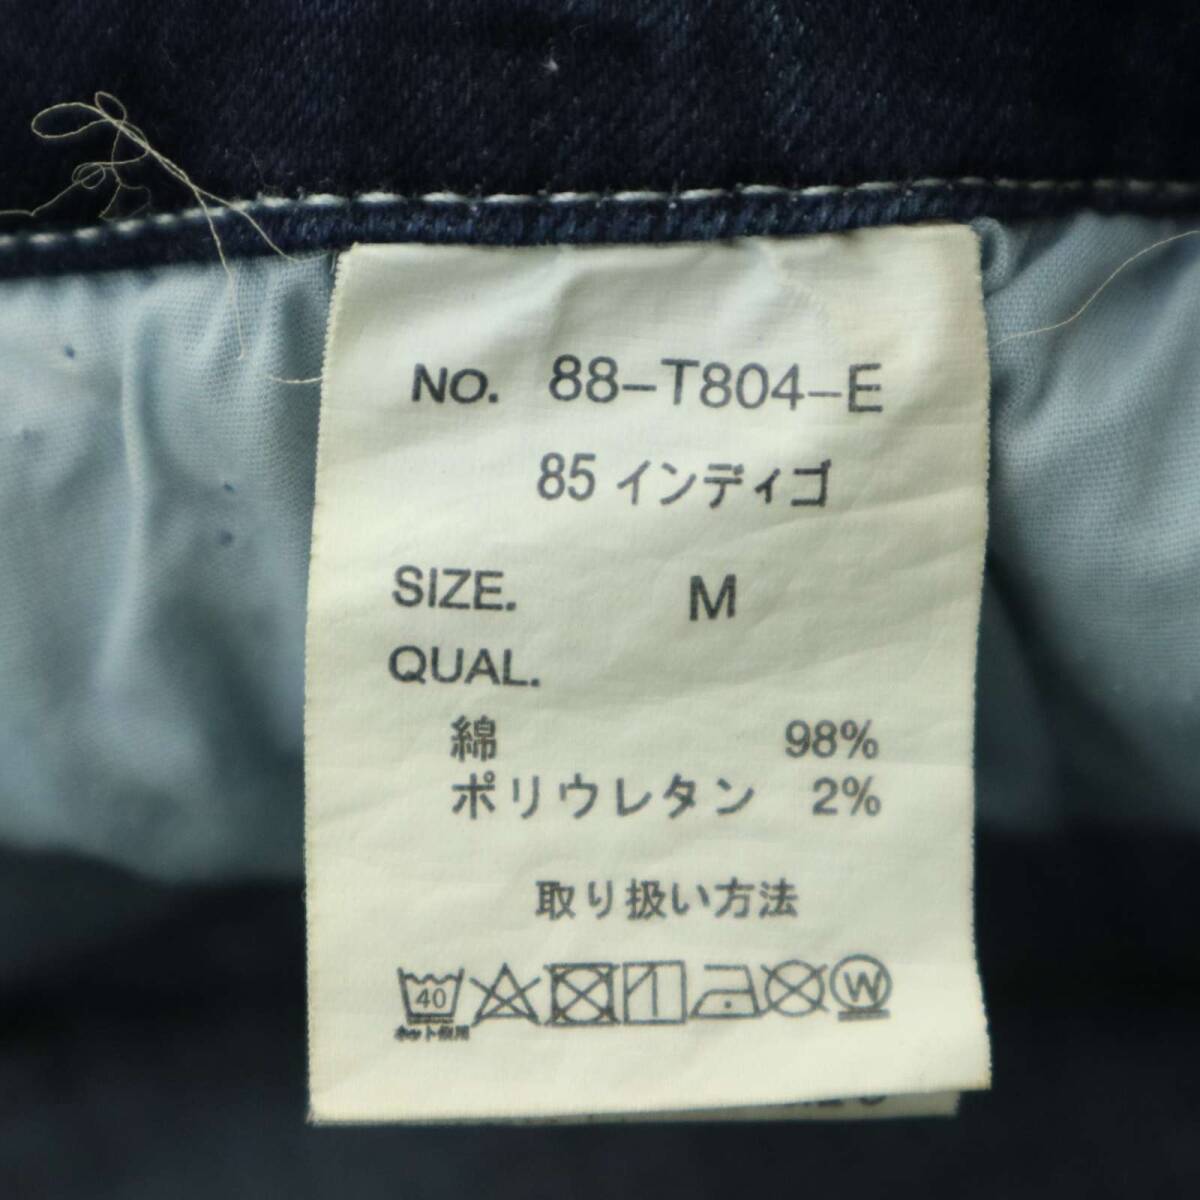 NO. 88-T804-E
85 インディゴ
SIZE. M
QUAL.
綿 98%
ポリウレタン 2%
取り扱い方法
40 W
ネット使用